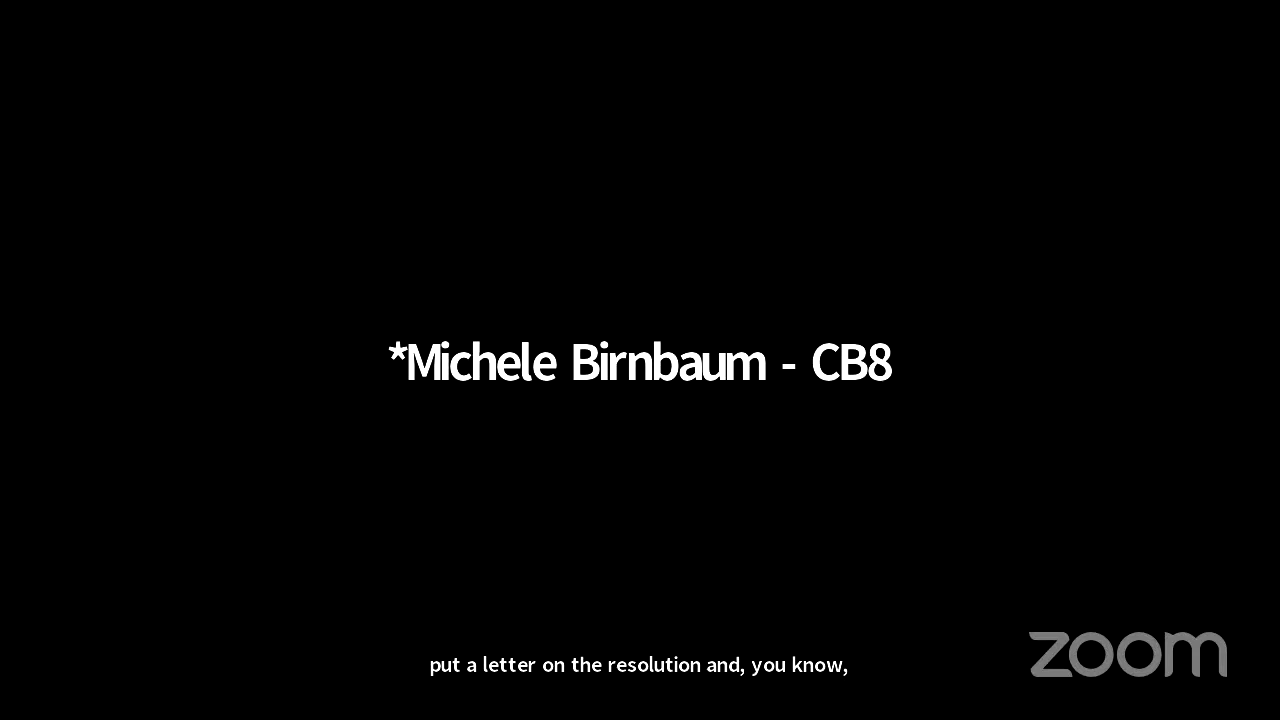 *Michele Birnbaum - CB8
put a letter on the resolution and, you know,
zoom